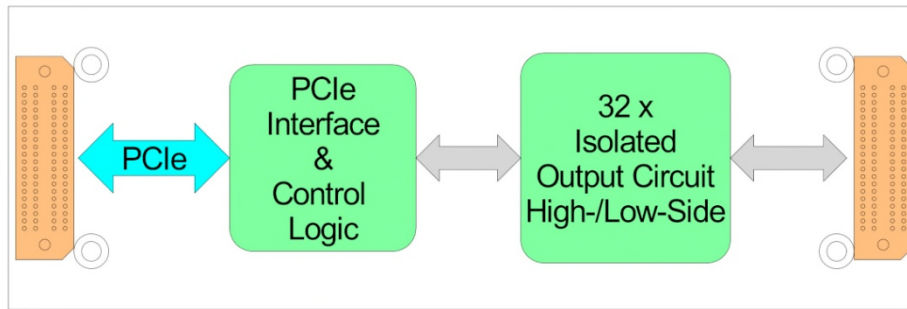 PCIe
PCIe
Interface
&
Control
Logic
32 x
Isolated
Output Circuit
High-/Low-Side